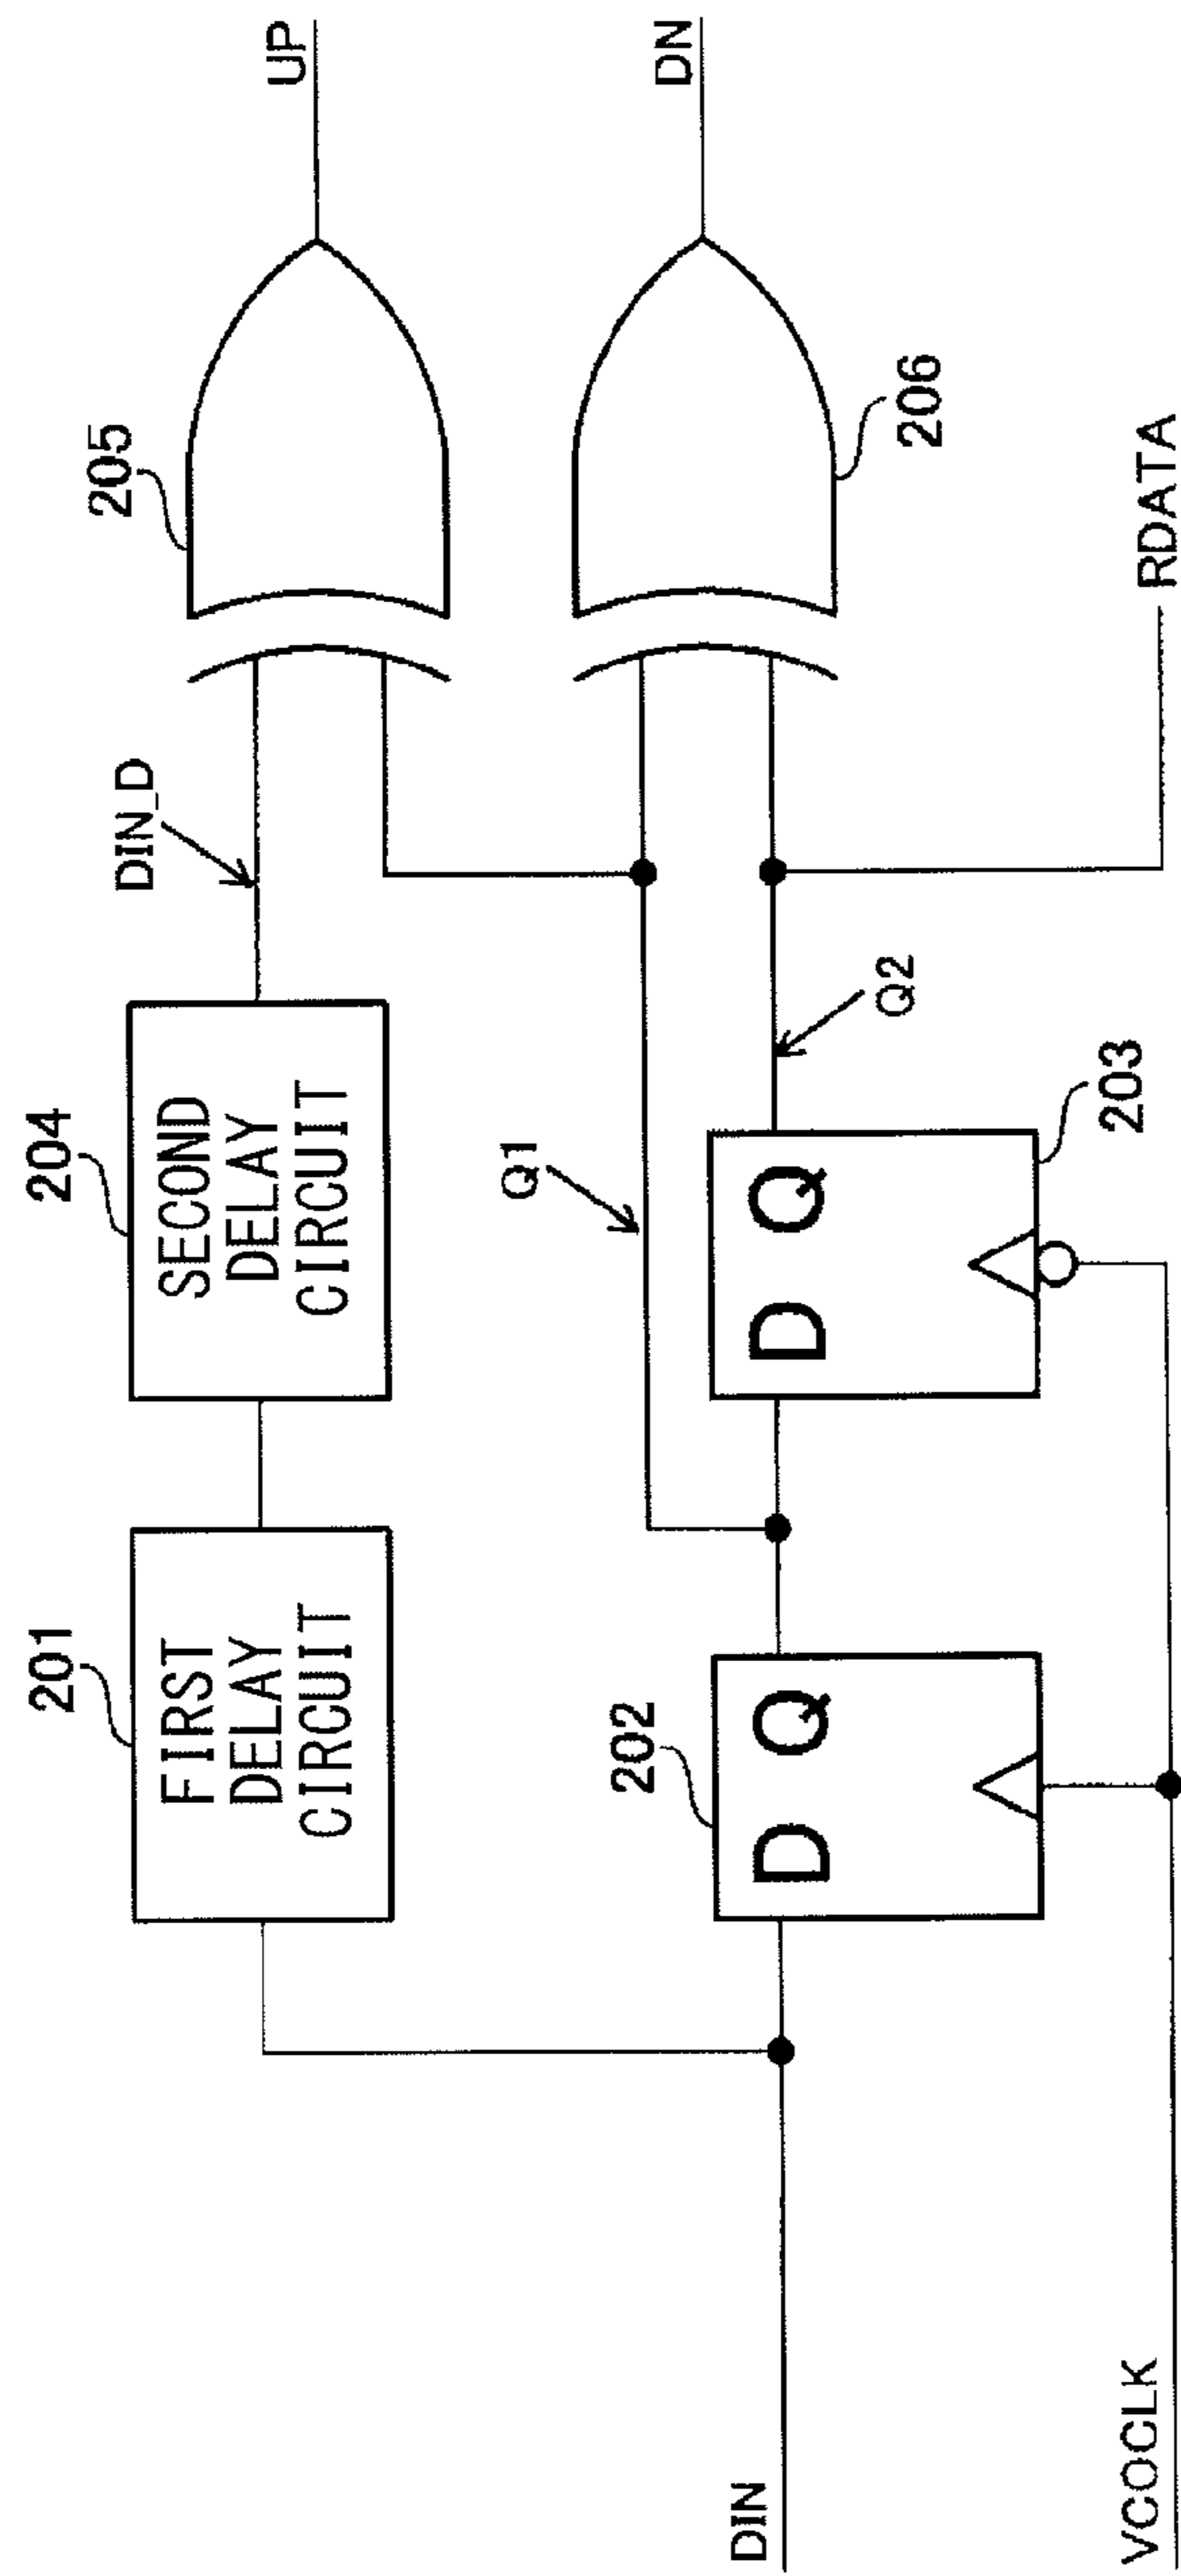 201
FIRST
DELAY
CIRCUIT
204
SECOND
DELAY
CIRCUIT
DIN_D
205
UP
DIN
202
D Q
Q1
D Q
203
Q2
206
DN
RDATA
VCOCLK